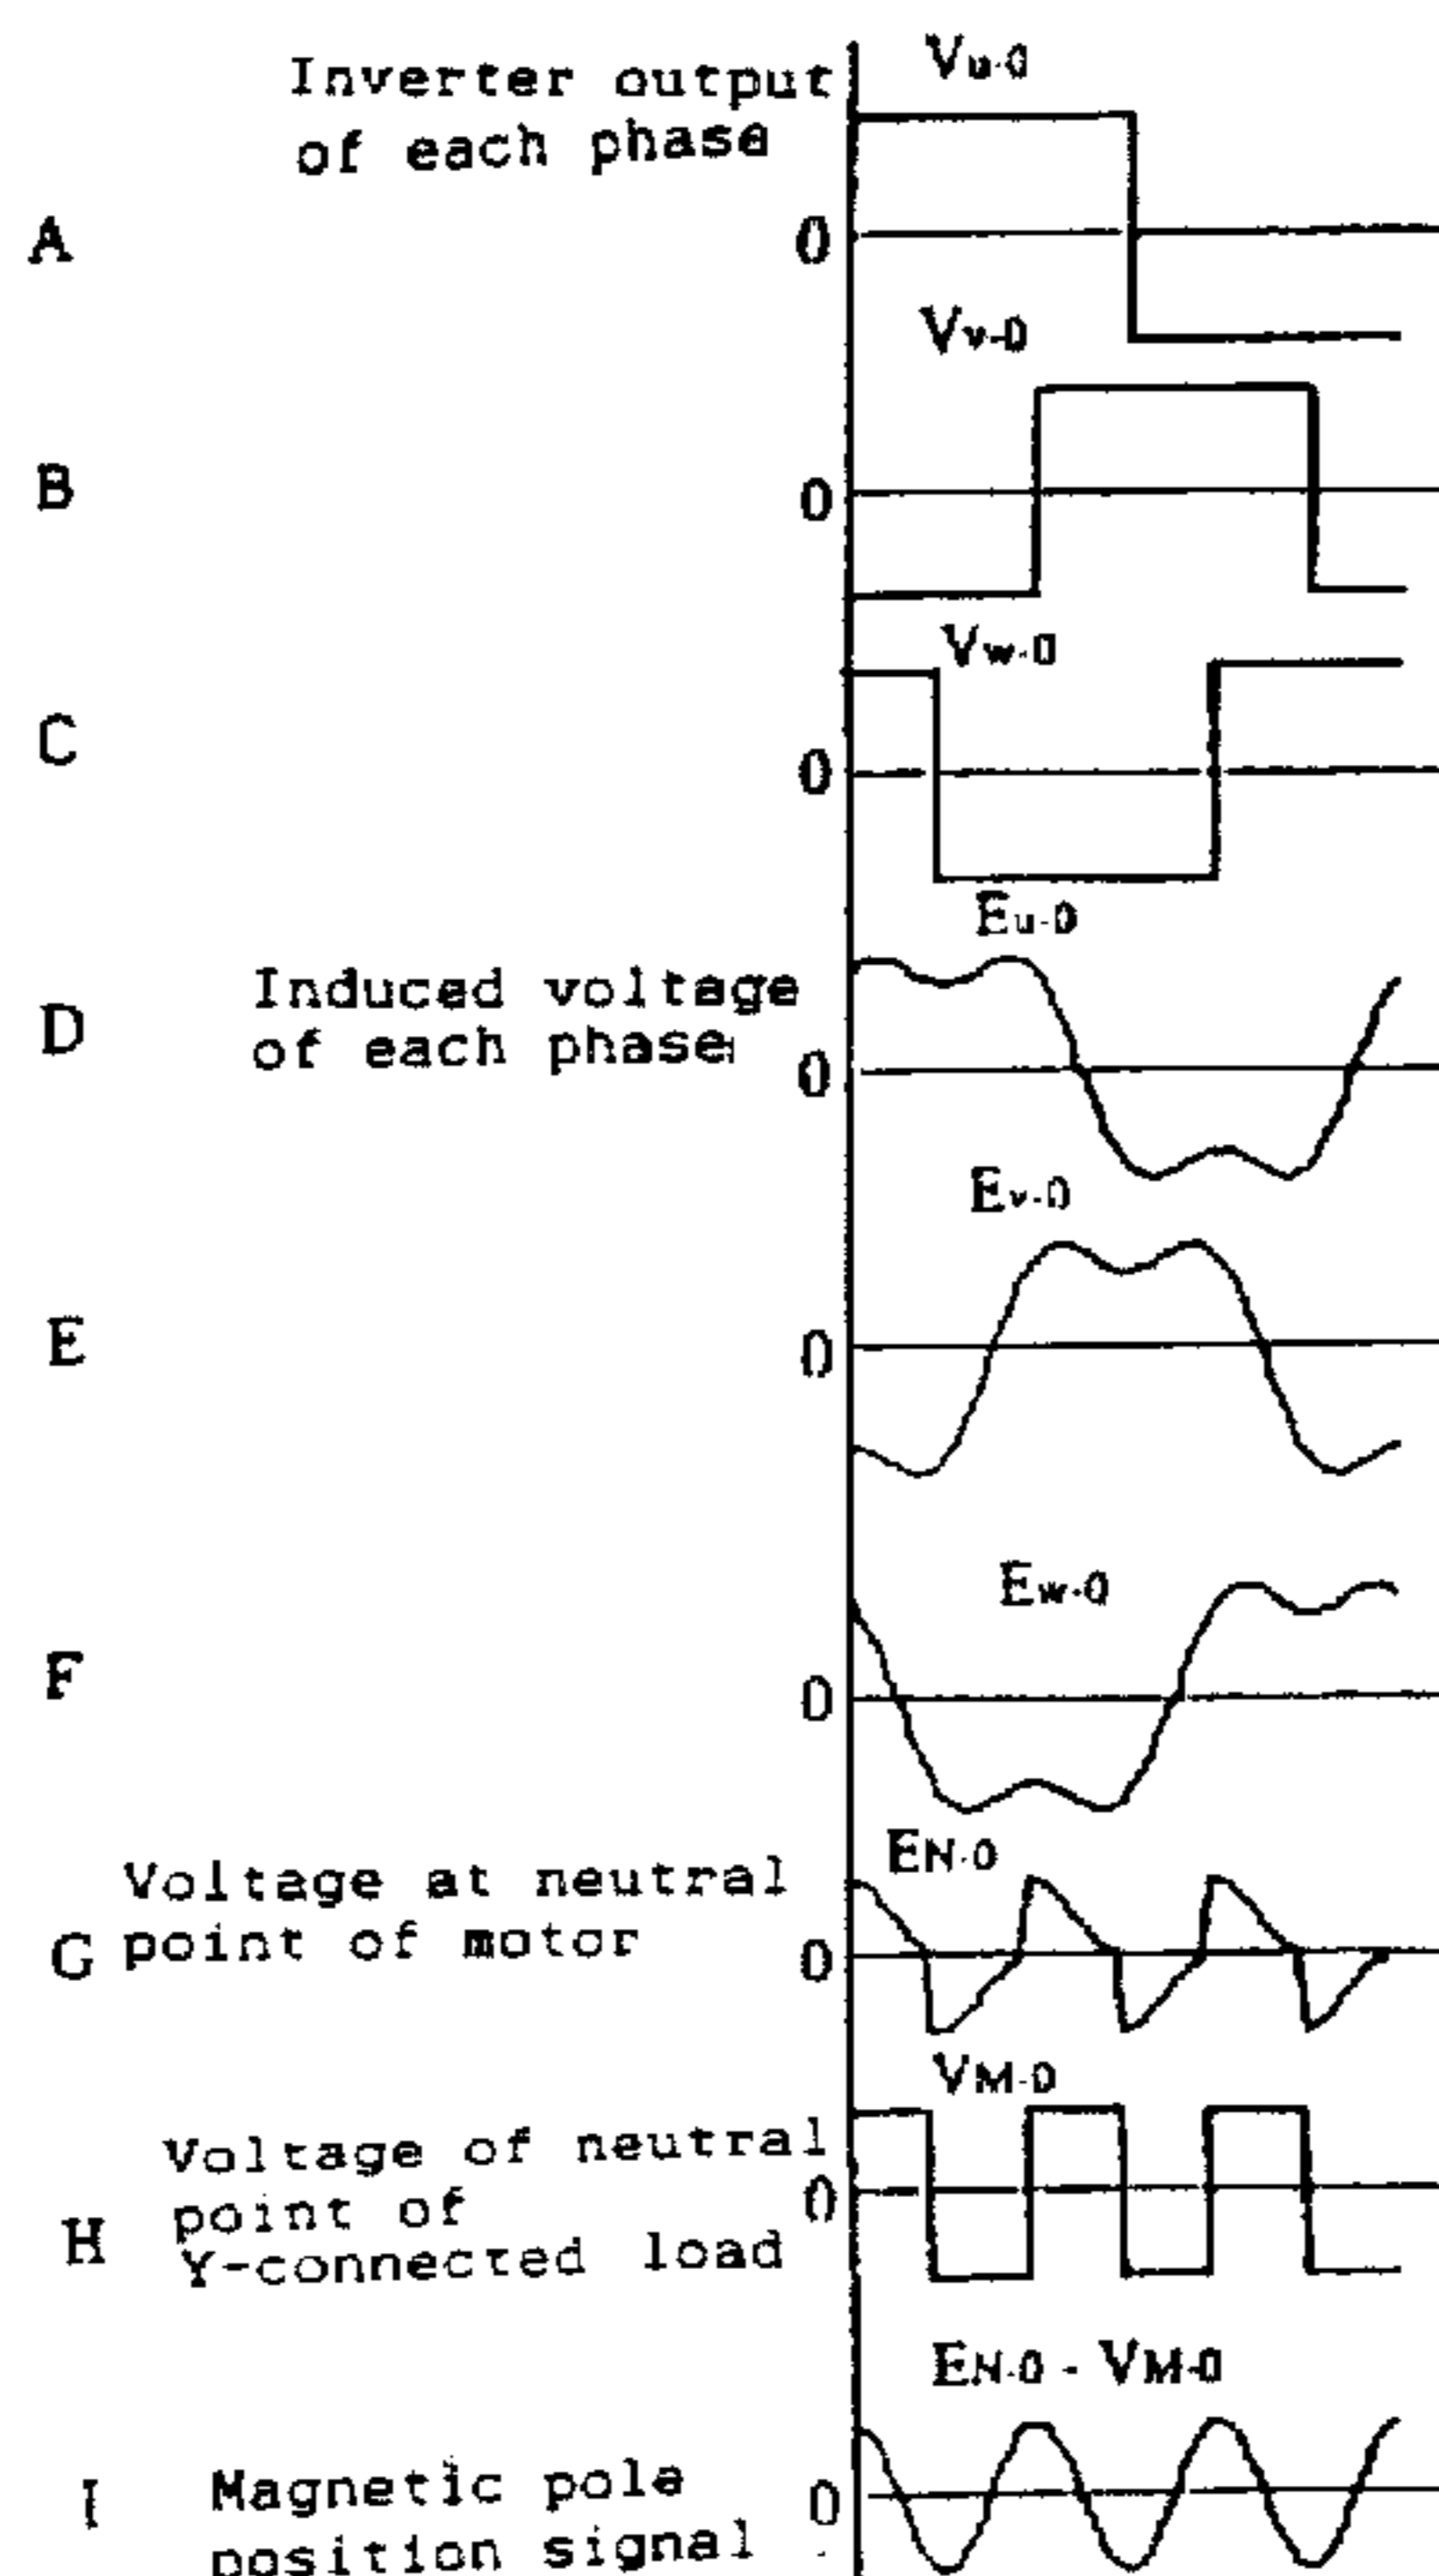 Inverter output
of each phase
Vu-0
A
0
Vv-0
B
0
Vw-0
C
0
Eu-0
D
Induced voltage
of each phase
0
Ev-0
E
0
Ew-0
F
0
EN-0
G
Voltage at neutral
point of motor
0
VM-0
H
Voltage of neutral
point of
Y-connected load
0
EN-0 - VM-0
I
Magnetic pole
position signal
0